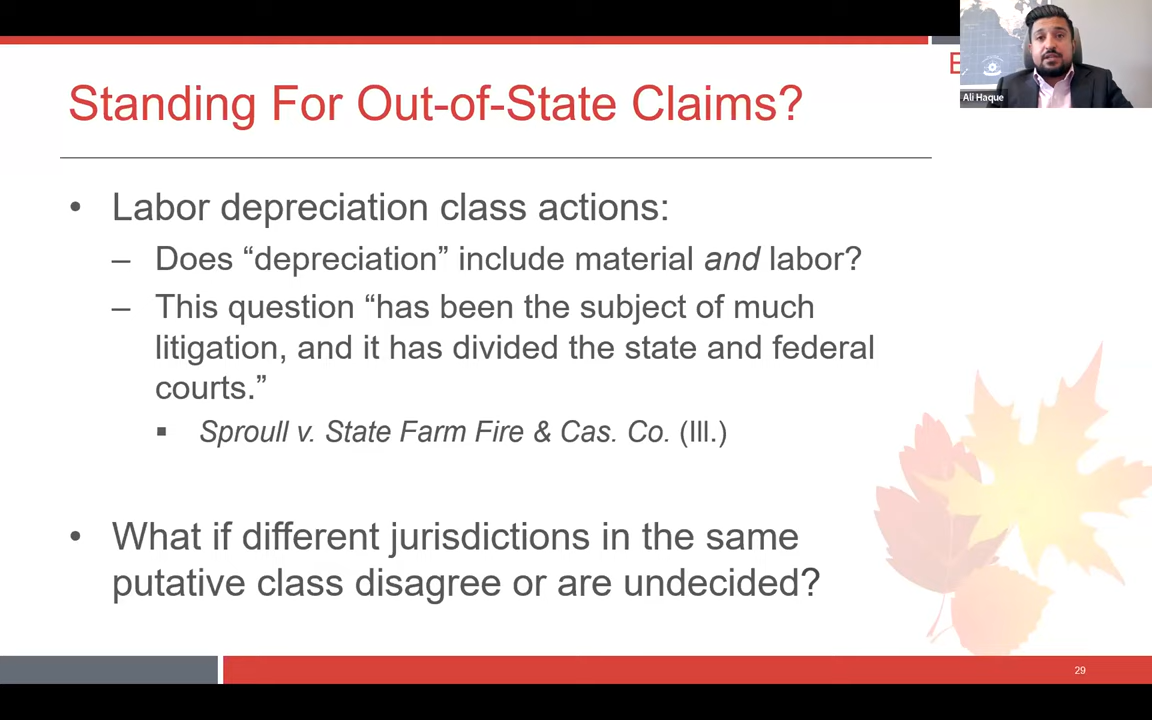 Standing For Out-of-State Claims?
E
Ali Haque
• Labor depreciation class actions:
– Does “depreciation” include material and labor?
– This question “has been the subject of much
litigation, and it has divided the state and federal
courts.”
▪ Sproull v. State Farm Fire & Cas. Co. (Ill.)
• What if different jurisdictions in the same
putative class disagree or are undecided?
29